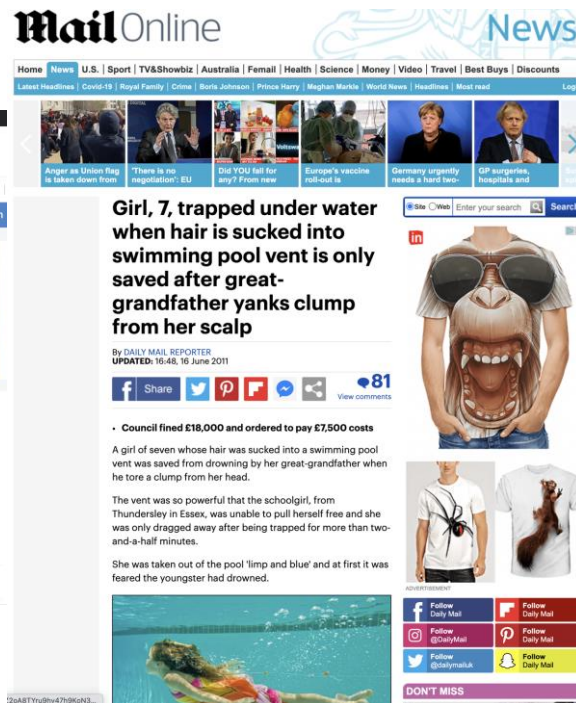 Mail Online
News
Home News U.S. Sport TV&Showbiz Australia Femail Health Science Money Video Travel Best Buys Discounts
Latest Headlines Covid-19 Royal Family Crime Boris Johnson Prince Harry Meghan Markle World News Headlines Most read
Anger as Union flag is taken down from
'There is no negotiation': EU
Did YOU fall for any? From new
Europe's vaccine roll-out is
Germany urgently needs a hard two-
GP surgeries, hospitals and
Girl, 7, trapped under water
when hair is sucked into
swimming pool vent is only
saved after great-
grandfather yanks clump
from her scalp
By DAILY MAIL REPORTER
UPDATED: 16:48, 16 June 2011
Share
81
View comments
• Council fined £18,000 and ordered to pay £7,500 costs
A girl of seven whose hair was sucked into a swimming pool
vent was saved from drowning by her great-grandfather when
he tore a clump from her head.
The vent was so powerful that the schoolgirl, from
Thundersley in Essex, was unable to pull herself free and she
was only dragged away after being trapped for more than two-
and-a-half minutes.
She was taken out of the pool 'limp and blue' and at first it was
feared the youngster had drowned.
Site Web Enter your search Search
in
ADVERTISEMENT
Follow Daily Mail
Follow Daily Mail
Follow @DailyMail
Follow Daily Mail
Follow @dailymailuk
Follow Daily Mail
DON'T MISS